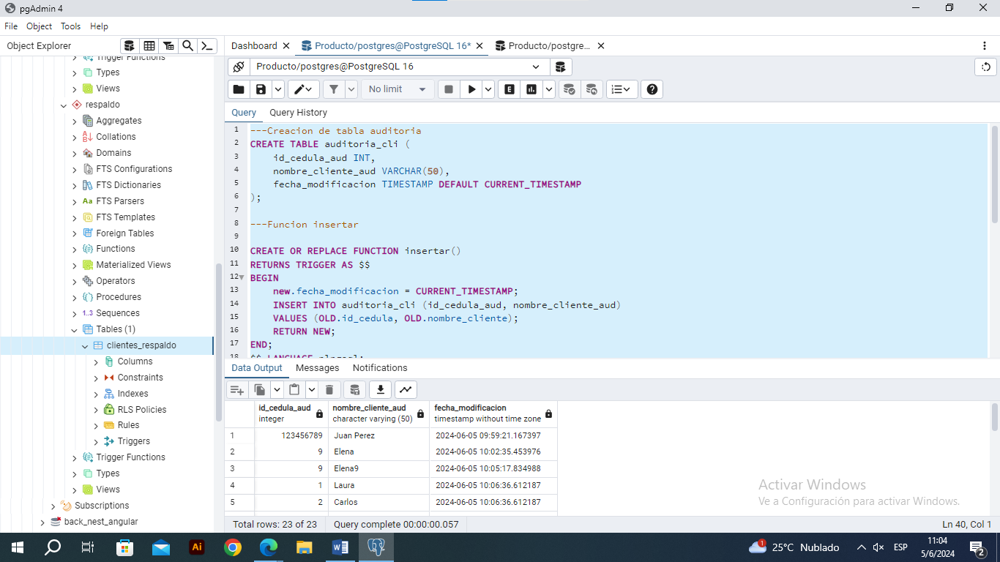 pgAdmin 4
File Object Tools Help
Object Explorer
Trigger Functions
Types
Views
respaldo
Aggregates
Collations
Domains
FTS Configurations
FTS Dictionaries
Aa FTS Parsers
FTS Templates
Foreign Tables
Functions
Materialized Views
Operators
Procedures
1..3 Sequences
Tables (1)
clientes_respaldo
Columns
Constraints
Indexes
RLS Policies
Rules
Triggers
Trigger Functions
Types
Views
Subscriptions
back_nest_angular
Dashboard Producto/postgres@PostgreSQL 16* Producto/postgre...
Producto/postgres@PostgreSQL 16
No limit
E
Query Query History
1 ---Creacion de tabla auditoria
2 CREATE TABLE auditoria_cli (
3 id_cedula_aud INT,
4 nombre_cliente_aud VARCHAR(50),
5 fecha_modificacion TIMESTAMP DEFAULT CURRENT_TIMESTAMP
6 );
7
8 ---Funcion insertar
9
10 CREATE OR REPLACE FUNCTION insertar()
11 RETURNS TRIGGER AS $$
12 BEGIN
13 new.fecha_modificacion = CURRENT_TIMESTAMP;
14 INSERT INTO auditoria_cli (id_cedula_aud, nombre_cliente_aud)
15 VALUES (OLD.id_cedula, OLD.nombre_cliente);
16 RETURN NEW;
17 END;
18 $$ LANGUAGE plpgsql;
Data Output Messages Notifications
id_cedula_aud nombre_cliente_aud fecha_modificacion
integer character varying (50) timestamp without time zone
1 123456789 Juan Perez 2024-06-05 09:59:21.167397
2 9 Elena 2024-06-05 10:02:35.453976
3 9 Elena9 2024-06-05 10:05:17.834988
4 1 Laura 2024-06-05 10:06:36.612187
5 2 Carlos 2024-06-05 10:06:36.612187
Activar Windows
Ve a Configuración para activar Windows.
Total rows: 23 of 23 Query complete 00:00:00.057 Ln 40, Col 1
Ai
1 25°C Nublado ESP 11:04
5/6/2024 2